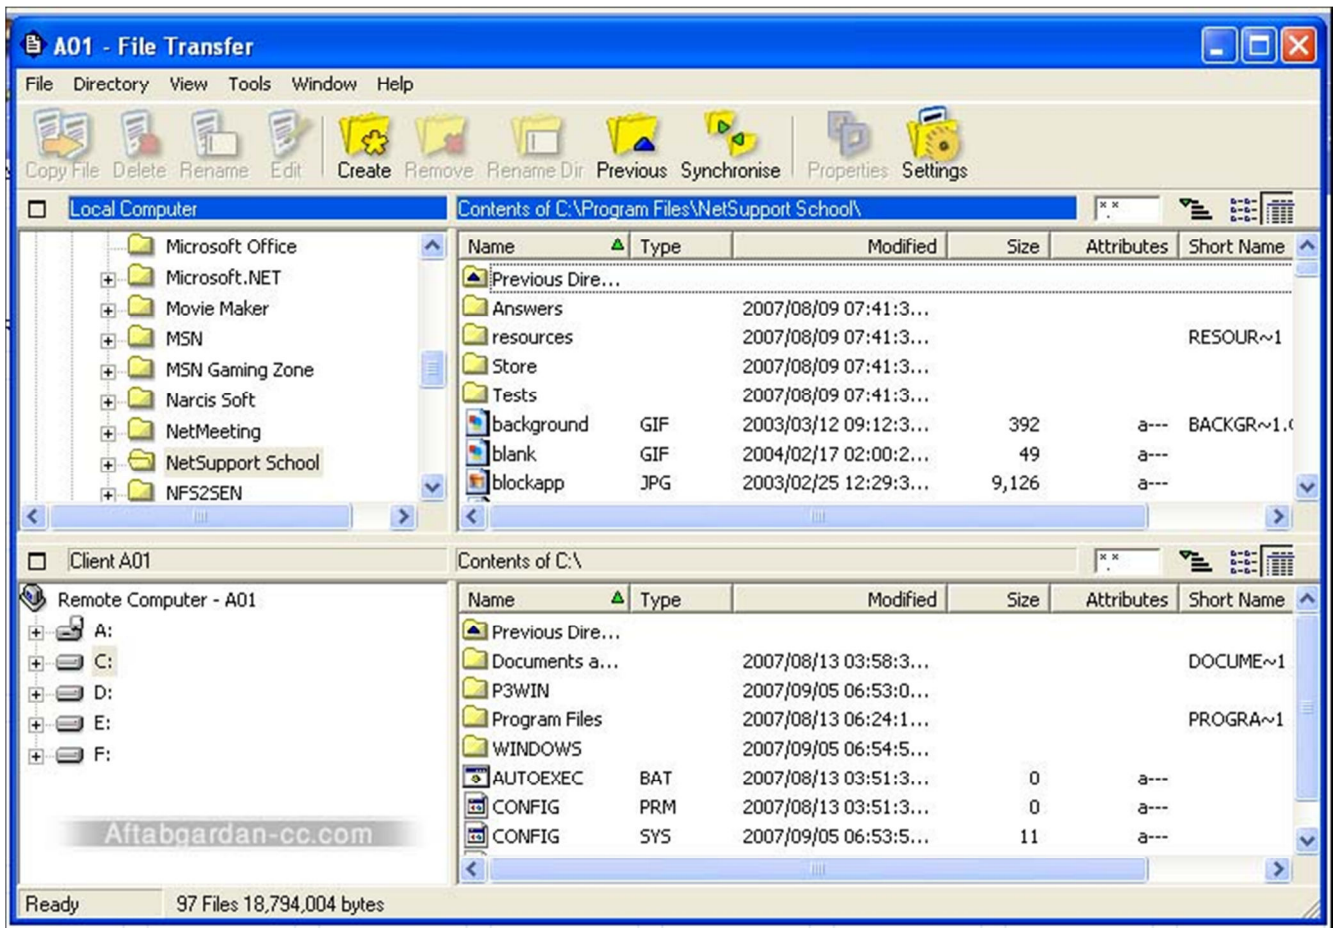 A01 - File Transfer
File Directory View Tools Window Help
Copy File Delete Rename Edit Create Remove Rename Dir Previous Synchronise Properties Settings
Local Computer Contents of C:\Program Files\NetSupport School\ *.*
Microsoft Office
Microsoft.NET
Movie Maker
MSN
MSN Gaming Zone
Narcis Soft
NetMeeting
NetSupport School
NFS2SEN
Name Type Modified Size Attributes Short Name
Previous Dire...
Answers 2007/08/09 07:41:3...
resources 2007/08/09 07:41:3... RESOUR~1
Store 2007/08/09 07:41:3...
Tests 2007/08/09 07:41:3...
background GIF 2003/03/12 09:12:3... 392 a--- BACKGR~1.
blank GIF 2004/02/17 02:00:2... 49 a---
blockapp JPG 2003/02/25 12:29:3... 9,126 a---
Client A01 Contents of C:\ *.*
Remote Computer - A01
A:
C:
D:
E:
F:
Name Type Modified Size Attributes Short Name
Previous Dire...
Documents a... 2007/08/13 03:58:3... DOCUME~1
P3WIN 2007/09/05 06:53:0...
Program Files 2007/08/13 06:24:1... PROGRA~1
WINDOWS 2007/09/05 06:54:5...
AUTOEXEC BAT 2007/08/13 03:51:3... 0 a---
CONFIG PRM 2007/08/13 03:51:3... 0 a---
CONFIG SYS 2007/09/05 06:53:5... 11 a---
Aftabgardan-cc.com
Ready 97 Files 18,794,004 bytes